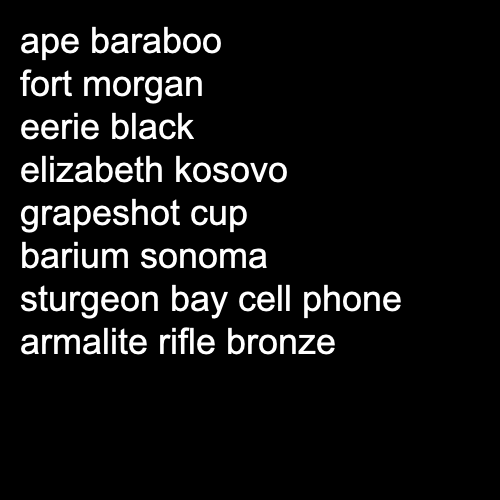 ape baraboo
fort morgan
eerie black
elizabeth kosovo
grapeshot cup
barium sonoma
sturgeon bay cell phone
armalite rifle bronze